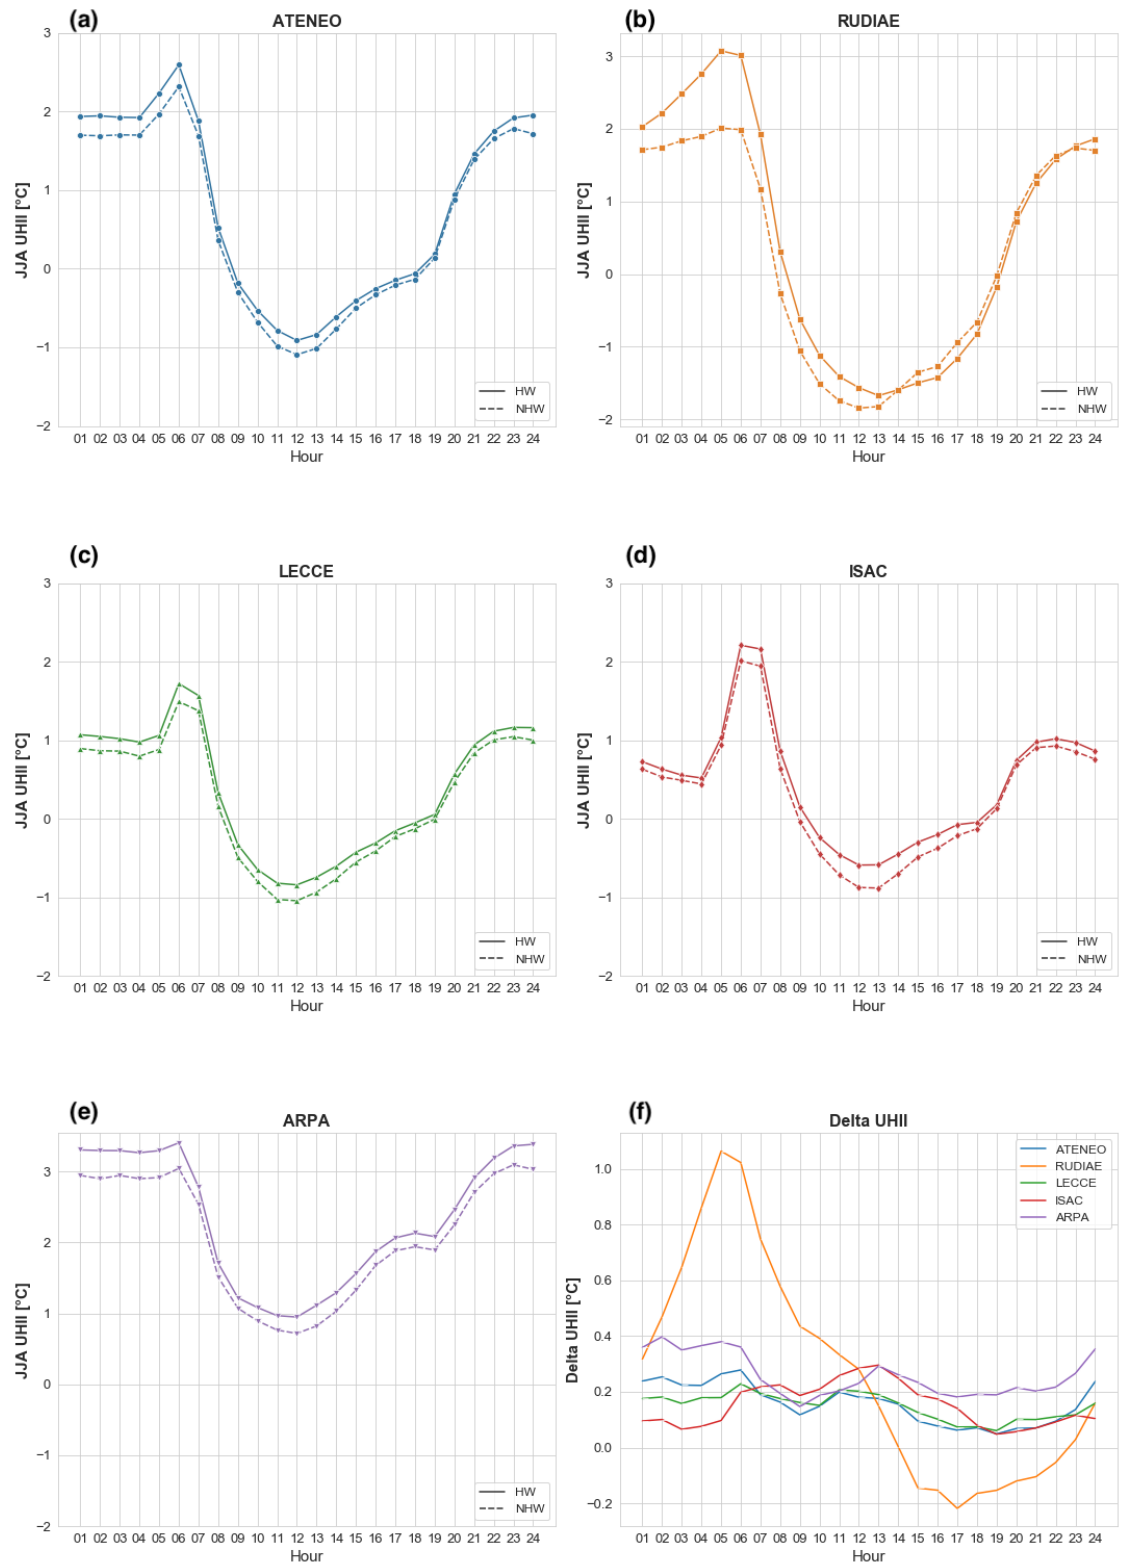 (a)
ATENEO
3
2
1
0
−1
−2
JJA UHII [°C]
01 02 03 04 05 06 07 08 09 10 11 12 13 14 15 16 17 18 19 20 21 22 23 24
Hour
HW
NHW
(b)
RUDIAE
3
2
1
0
−1
−2
JJA UHII [°C]
01 02 03 04 05 06 07 08 09 10 11 12 13 14 15 16 17 18 19 20 21 22 23 24
Hour
HW
NHW
(c)
LECCE
3
2
1
0
−1
−2
JJA UHII [°C]
01 02 03 04 05 06 07 08 09 10 11 12 13 14 15 16 17 18 19 20 21 22 23 24
Hour
HW
NHW
(d)
ISAC
3
2
1
0
−1
−2
JJA UHII [°C]
01 02 03 04 05 06 07 08 09 10 11 12 13 14 15 16 17 18 19 20 21 22 23 24
Hour
HW
NHW
(e)
ARPA
3
2
1
0
−1
−2
JJA UHII [°C]
01 02 03 04 05 06 07 08 09 10 11 12 13 14 15 16 17 18 19 20 21 22 23 24
Hour
HW
NHW
(f)
Delta UHII
1.0
0.8
0.6
0.4
0.2
0.0
−0.2
Delta UHII [°C]
01 02 03 04 05 06 07 08 09 10 11 12 13 14 15 16 17 18 19 20 21 22 23 24
Hour
ATENEO
RUDIAE
LECCE
ISAC
ARPA